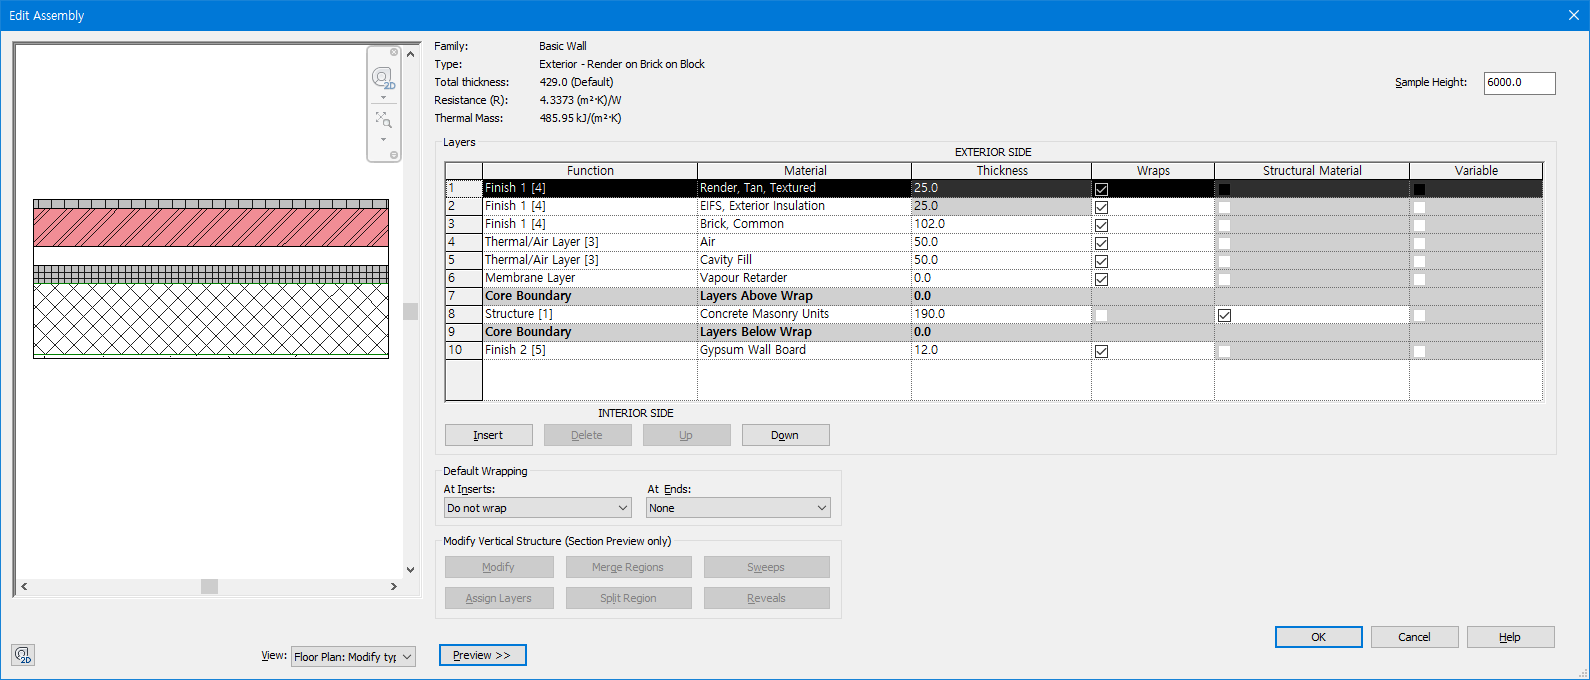 Edit Assembly
2D
Family: Basic Wall
Type: Exterior - Render on Brick on Block
Total thickness: 429.0 (Default)
Resistance (R): 4.3373 (m²·K)/W
Thermal Mass: 485.95 kJ/(m²·K)
Sample Height: 6000.0
Layers
EXTERIOR SIDE
Function Material Thickness Wraps Structural Material Variable
1 Finish 1 [4] Render, Tan, Textured 25.0
2 Finish 1 [4] EIFS, Exterior Insulation 25.0
3 Finish 1 [4] Brick, Common 102.0
4 Thermal/Air Layer [3] Air 50.0
5 Thermal/Air Layer [3] Cavity Fill 50.0
6 Membrane Layer Vapour Retarder 0.0
7 Core Boundary Layers Above Wrap 0.0
8 Structure [1] Concrete Masonry Units 190.0
9 Core Boundary Layers Below Wrap 0.0
10 Finish 2 [5] Gypsum Wall Board 12.0
INTERIOR SIDE
Insert Delete Up Down
Default Wrapping
At Inserts: At Ends:
Do not wrap None
Modify Vertical Structure (Section Preview only)
Modify Merge Regions Sweeps
Assign Layers Split Region Reveals
OK Cancel Help
2D View: Floor Plan: Modify typ Preview >>